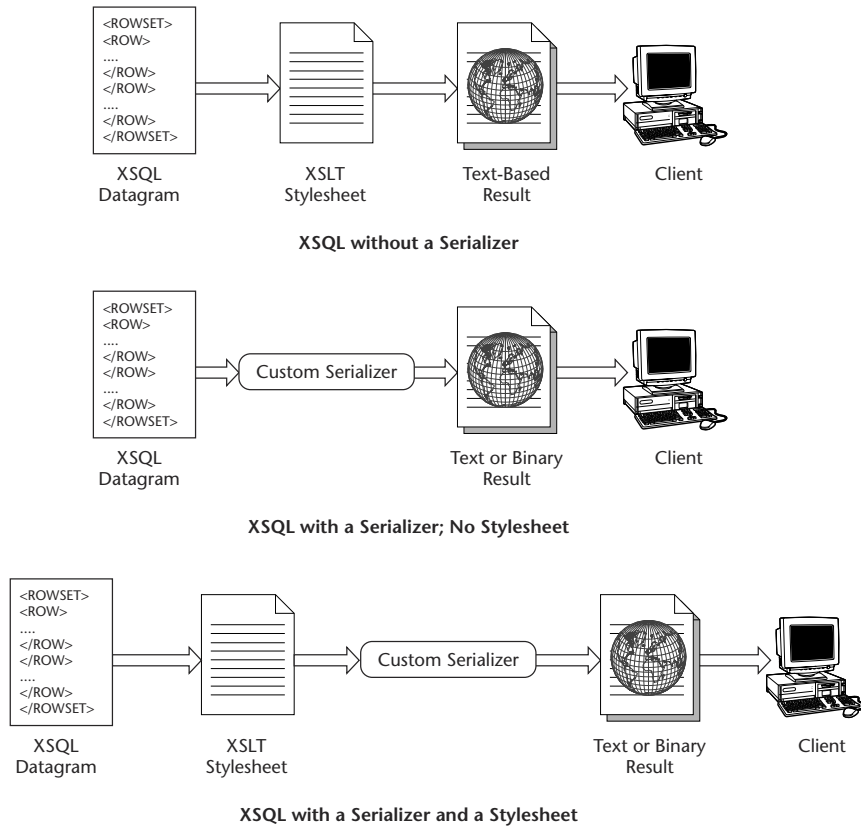 <ROWSET>
<ROW>
....
</ROW>
</ROW>
....
</ROW>
</ROWSET>
XSQL
Datagram
XSLT
Stylesheet
Text-Based
Result
Client
XSQL without a Serializer
<ROWSET>
<ROW>
....
</ROW>
</ROW>
....
</ROW>
</ROWSET>
Custom Serializer
XSQL
Datagram
Text or Binary
Result
Client
XSQL with a Serializer; No Stylesheet
<ROWSET>
<ROW>
....
</ROW>
</ROW>
....
</ROW>
</ROWSET>
Custom Serializer
XSQL
Datagram
XSLT
Stylesheet
Text or Binary
Result
Client
XSQL with a Serializer and a Stylesheet